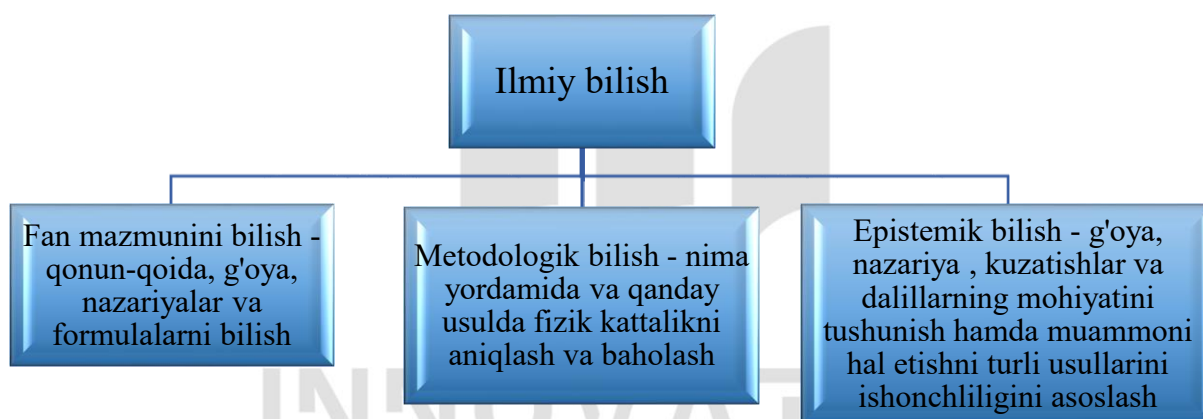 Ilmiy bilish
Fan mazmunini bilish -
qonun-qoida, g'oya,
nazariyalar va
formulalarni bilish
Metodologik bilish - nima
yordamida va qanday
usulda fizik kattalikni
aniqlash va baholash
Epistemik bilish - g'oya,
nazariya , kuzatishlar va
dalillarning mohiyatini
tushunish hamda muammoni
hal etishni turli usullarini
ishonchliligini asoslash